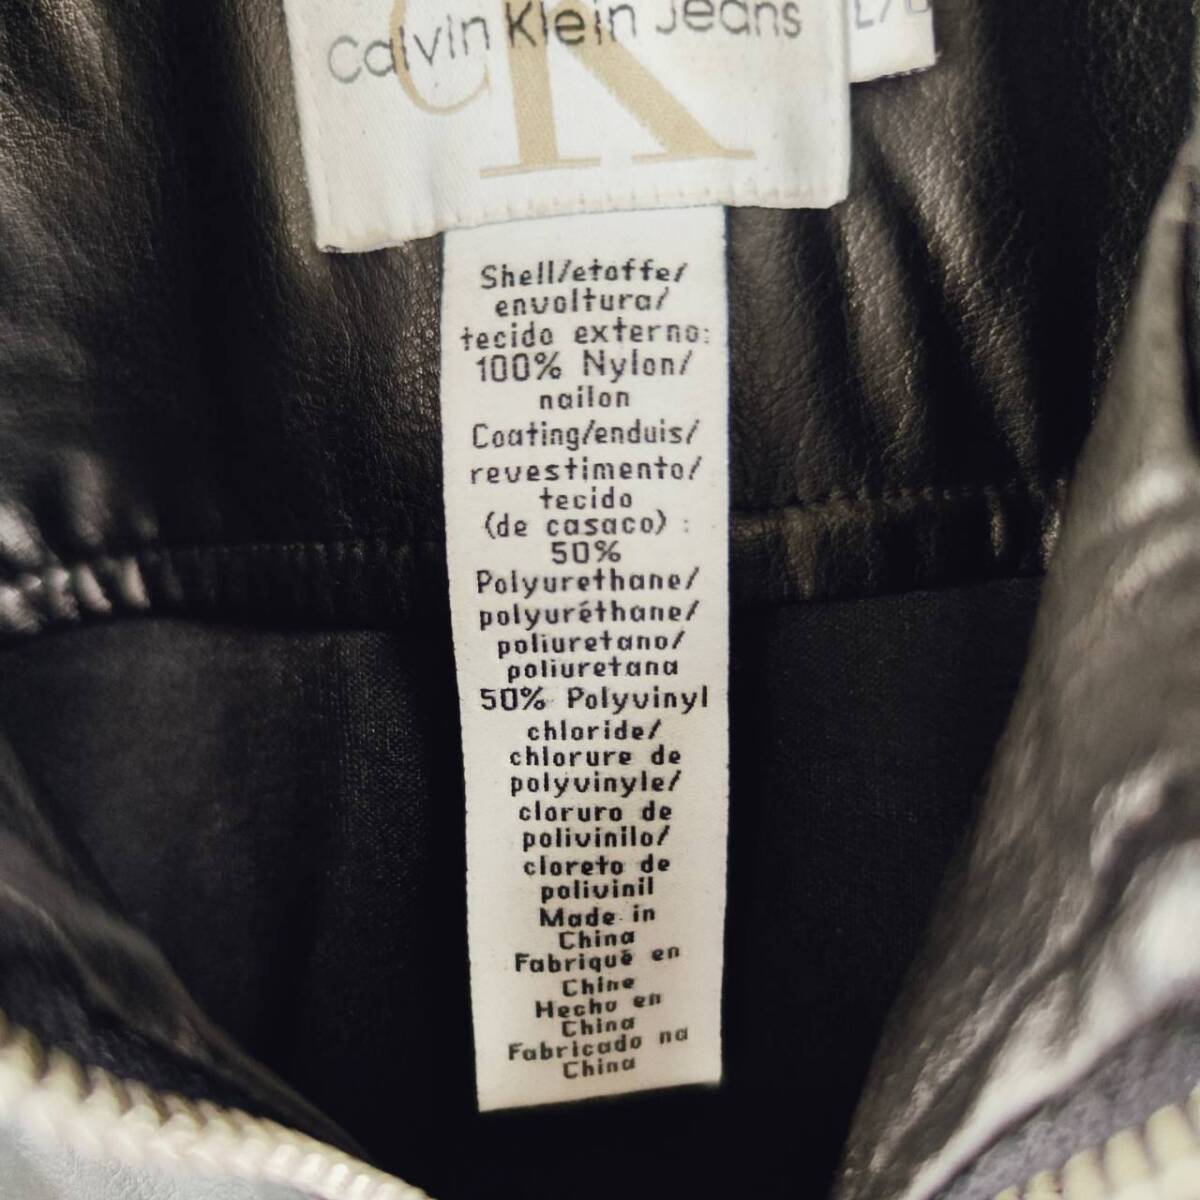 Calvin Klein Jeans
CK
L/
Shell/etoffe/
envoltura/
tecido externo:
100% Nylon/
nailon
Coating/enduis/
revestimento/
tecido
(de casaco) :
50%
Polyurethane/
polyuréthane/
poliuretano/
poliuretana
50% Polyvinyl
chloride/
chlorure de
polyvinyle/
cloruro de
polivinilo/
cloreto de
polivinil
Made in
China
Fabriqué en
Chine
Hecho en
China
Fabricado na
China